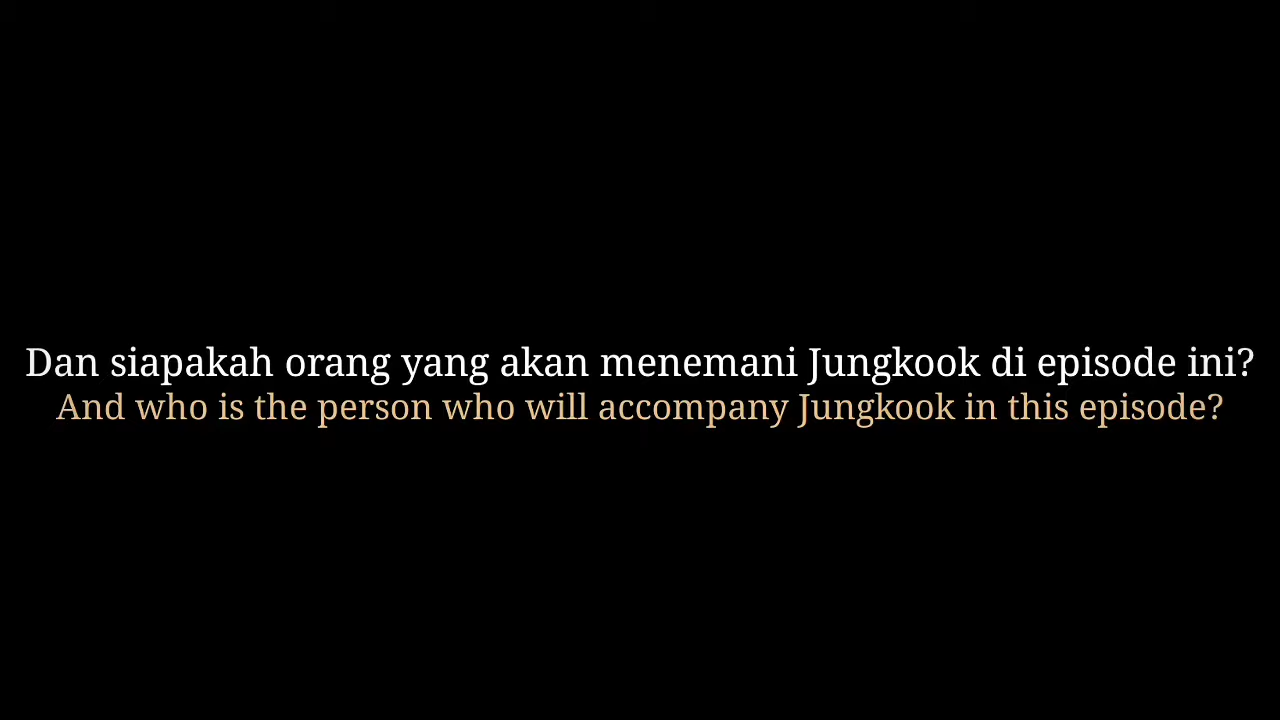 Dan siapakah orang yang akan menemani Jungkook di episode ini?
And who is the person who will accompany Jungkook in this episode?